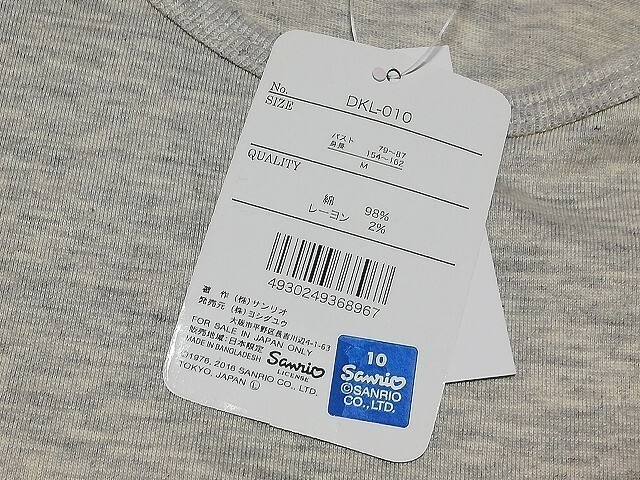 No. DKL-010
SIZE
バスト 79~87
身長 154~162
M
QUALITY
綿 98%
レーヨン 2%
4930249368967
著 作 (株)サンリオ
発売元 (株)ヨシグユウ
大阪市平野区長吉川辺4-1-63
FOR SALE IN JAPAN ONLY
販売地域:日本限定
MADE IN BANGLADESH
Sanrio
LICENSE
©1976, 2016 SANRIO CO., LTD.
TOKYO, JAPAN Ⓛ
10
Sanrio
©SANRIO
CO.,LTD.